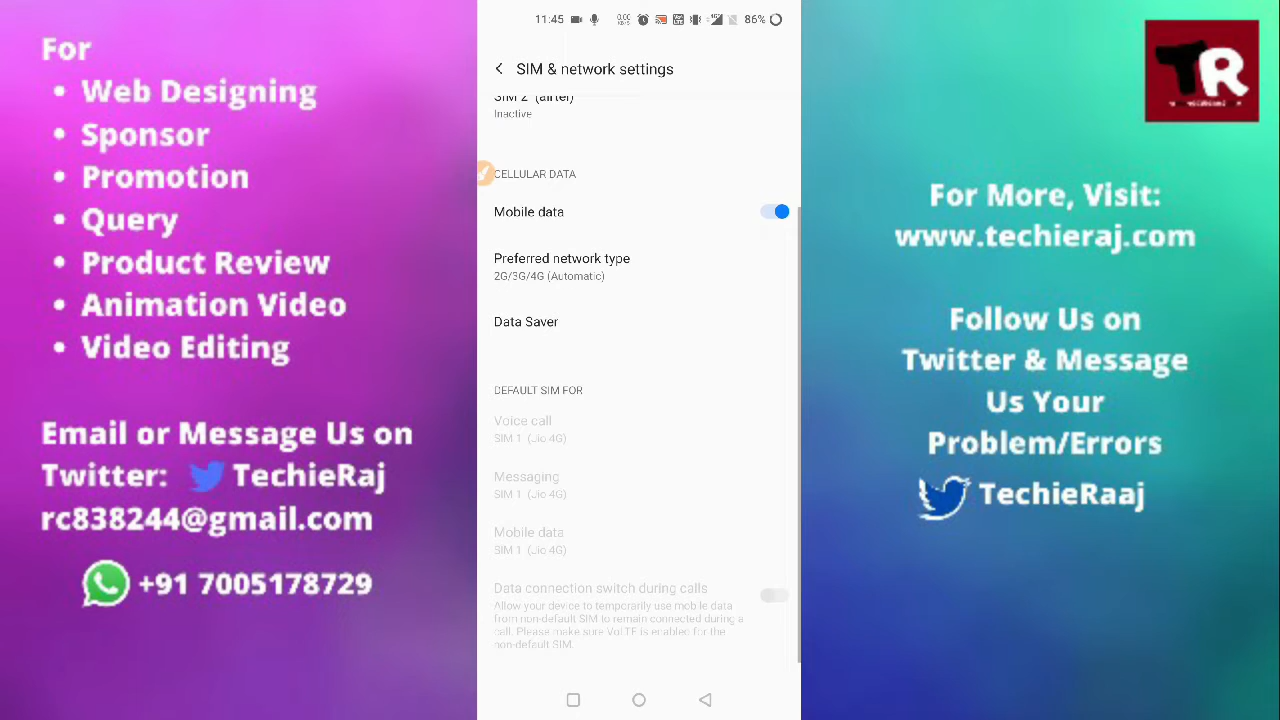 For
• Web Designing
• Sponsor
• Promotion
• Query
• Product Review
• Animation Video
• Video Editing
Email or Message Us on
Twitter: TechieRaj
rc838244@gmail.com
+91 7005178729
11:45
86%
SIM & network settings
SIM 2 (airtel)
Inactive
CELLULAR DATA
Mobile data
Preferred network type
2G/3G/4G (Automatic)
Data Saver
DEFAULT SIM FOR
Voice call
SIM 1 (Jio 4G)
Messaging
SIM 1 (Jio 4G)
Mobile data
SIM 1 (Jio 4G)
Data connection switch during calls
Allow your device to temporarily use mobile data
from non-default SIM to remain connected during a
call. Please make sure VoLTE is enabled for the
non-default SIM.
TR
For More, Visit:
www.techieraj.com
Follow Us on
Twitter & Message
Us Your
Problem/Errors
TechieRaaj